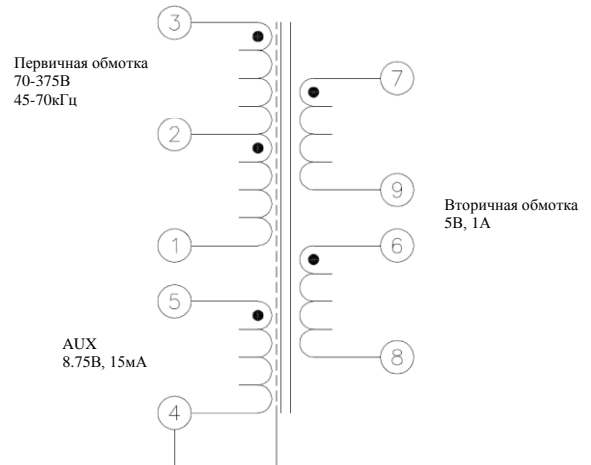 3
Первичная обмотка
70-375В
45-70кГц
7
2
9
Вторичная обмотка
5В, 1А
1
6
5
AUX
8.75В, 15мА
8
4